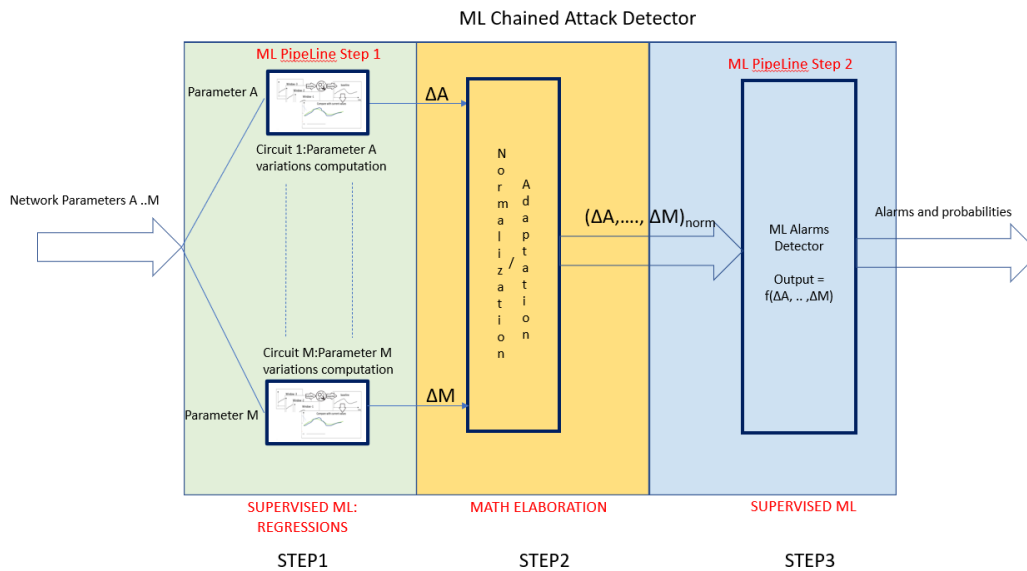 ML Chained Attack Detector
ML PipeLine Step 1
ML PipeLine Step 2
Parameter A
ΔA
Circuit 1:Parameter A
variations computation
Network Parameters A ..M
Normalization
/
Adaptation
(ΔA,...., ΔM)norm
ML Alarms
Detector
Output =
f(ΔA, .. ,ΔM)
Alarms and probabilities
Circuit M:Parameter M
variations computation
Parameter M
ΔM
SUPERVISED ML:
REGRESSIONS
MATH ELABORATION
SUPERVISED ML
STEP1
STEP2
STEP3